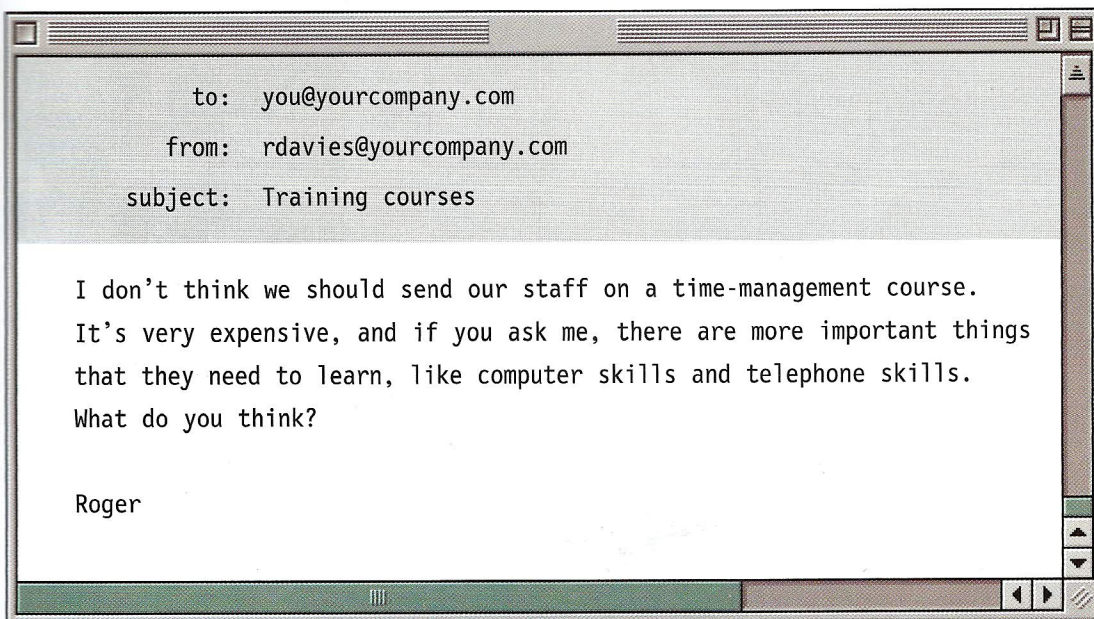 to: you@yourcompany.com
from: rdavies@yourcompany.com
subject: Training courses
I don't think we should send our staff on a time-management course.
It's very expensive, and if you ask me, there are more important things
that they need to learn, like computer skills and telephone skills.
What do you think?
Roger